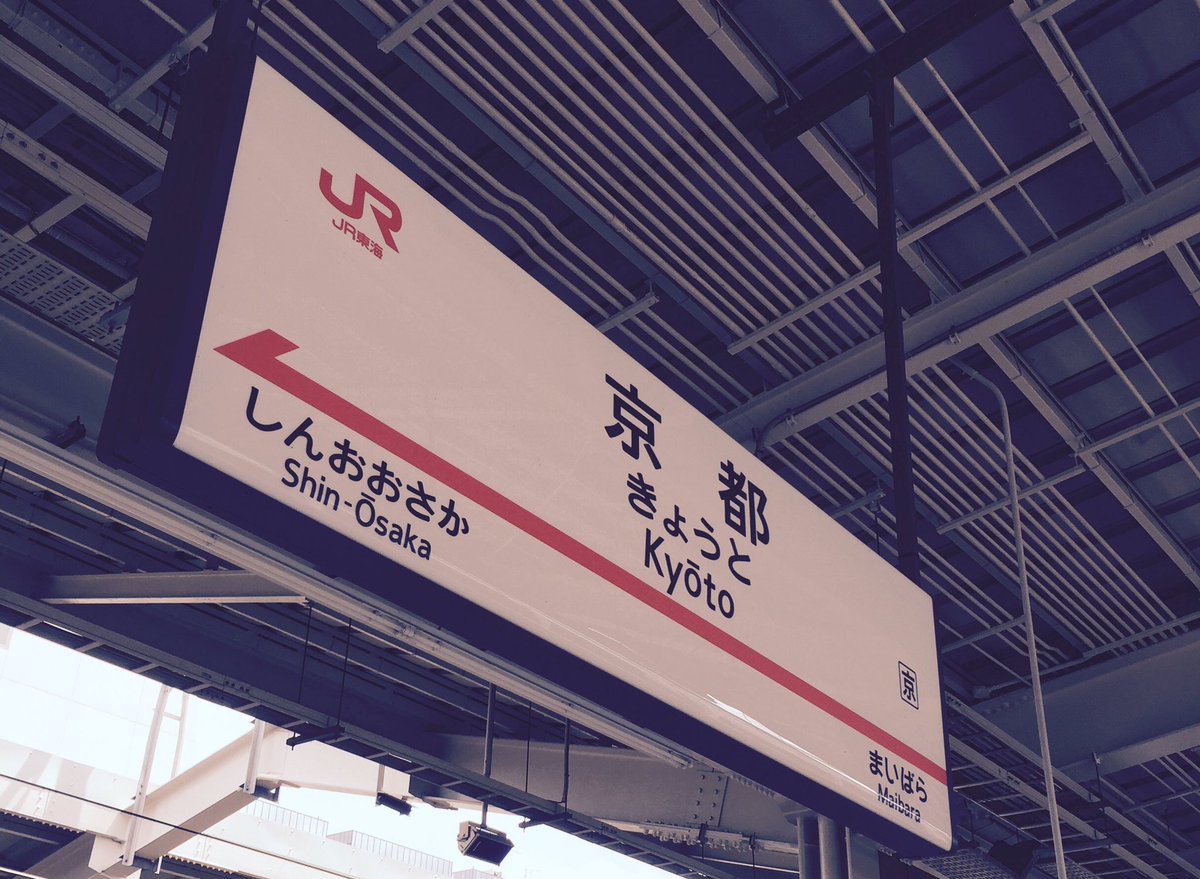 JR
JR東海
京都
きょうと
Kyōto
しんおおさか
Shin-Ōsaka
京
まいばら
Maibara